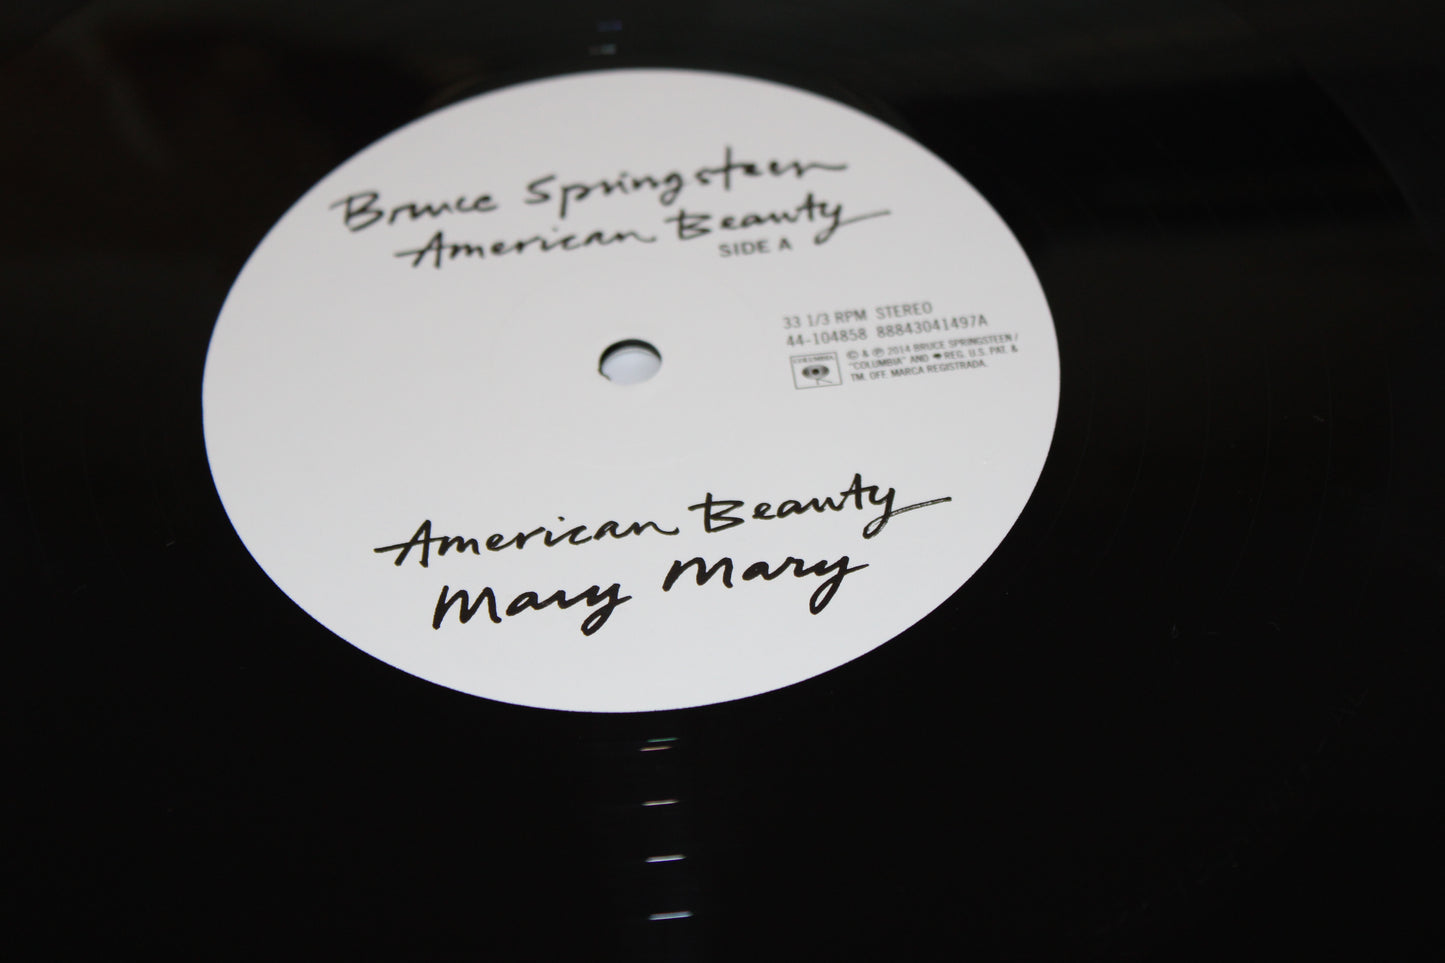 Bruce Springsteen
American Beauty
SIDE A
33 1/3 RPM STEREO
44-104858 88843041497A
COLUMBIA
© & ℗ 2014 BRUCE SPRINGSTEEN /
"COLUMBIA" AND REG. U.S. PAT. &
TM. OFF. MARCA REGISTRADA.
American Beauty
Mary Mary